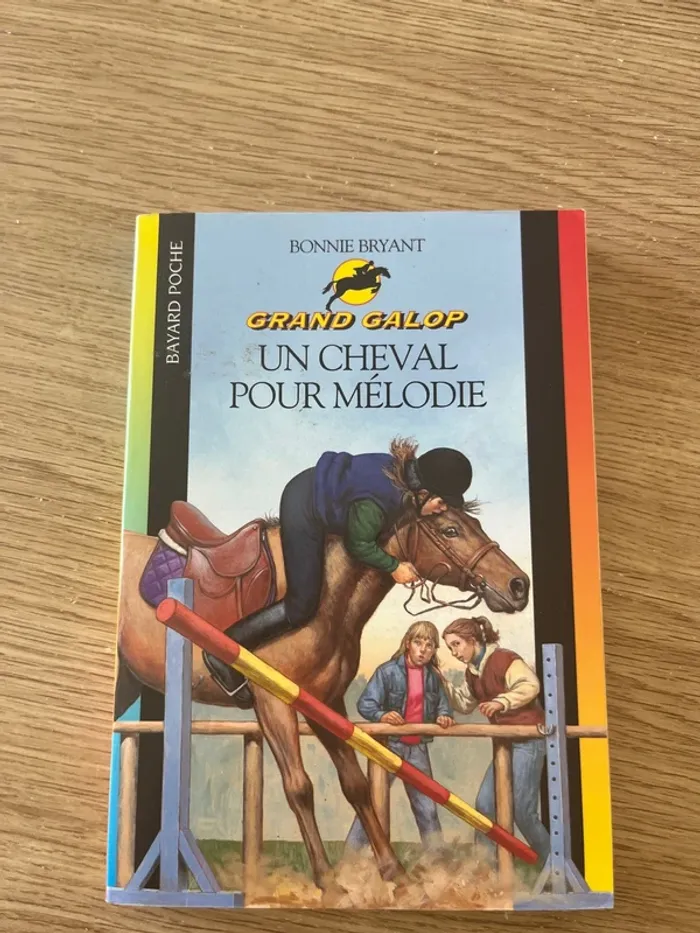 BONNIE BRYANT
GRAND GALOP
UN CHEVAL
POUR MÉLODIE
BAYARD POCHE